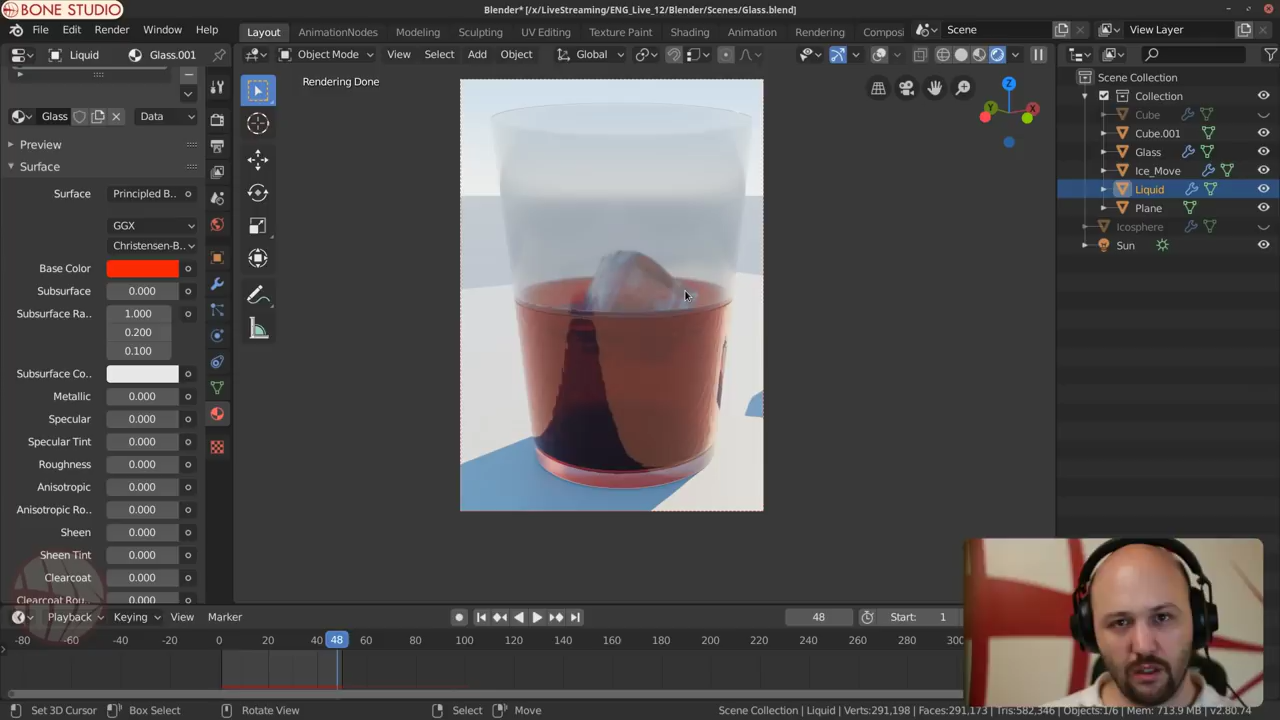 BONE STUDIO
Blender* [/x/LiveStreaming/ENG_Live_12/Blender/Scenes/Glass.blend]
File Edit Render Window Help
Layout AnimationNodes Modeling Sculpting UV Editing Texture Paint Shading Animation Rendering Composi
Scene
View Layer
Liquid
Glass.001
Object Mode View Select Add Object
Global
Glass
Data
Preview
Surface
Surface Principled B..
GGX
Christensen-B..
Base Color
Subsurface 0.000
Subsurface Ra.. 1.000
0.200
0.100
Subsurface Co..
Metallic 0.000
Specular 0.000
Specular Tint 0.000
Roughness 0.000
Anisotropic 0.000
Anisotropic Ro.. 0.000
Sheen 0.000
Sheen Tint 0.000
Clearcoat 0.000
Clearcoat Rou.. 0.000
Rendering Done
Z
Y
X
Scene Collection
Collection
Cube
Cube.001
Glass
Ice_Move
Liquid
Plane
Icosphere
Sun
Playback Keying View Marker
48
Start: 1
-80 -60 -40 -20 0 20 40 48 60 80 100 120 140 160 180 200 220 240 260 280 300
Set 3D Cursor Box Select Rotate View Select Move
Scene Collection | Liquid | Verts:291,198 | Faces:291,173 | Tris:582,346 | Objects:1/6 | Mem: 713.9 MB | v2.80.74